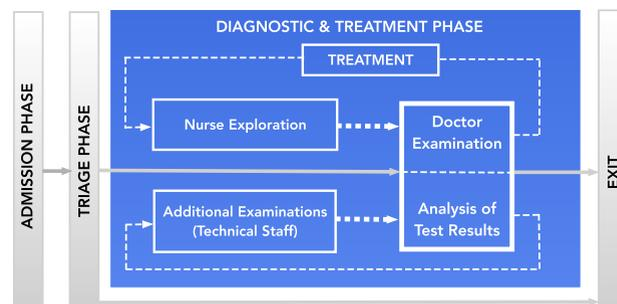 DIAGNOSTIC & TREATMENT PHASE
TREATMENT
ADMISSION PHASE
TRIAGE PHASE
Nurse Exploration
Doctor
Examination
Additional Examinations
(Technical Staff)
Analysis of
Test Results
EXIT